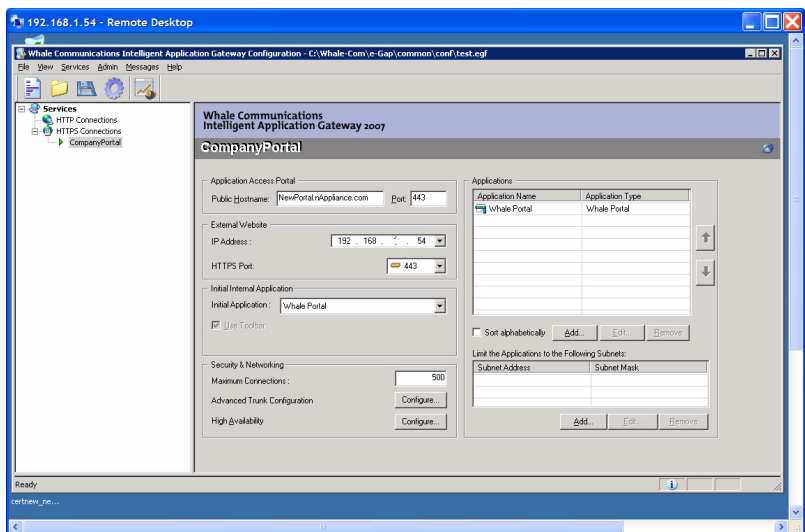 192.168.1.54 - Remote Desktop
Whale Communications Intelligent Application Gateway Configuration - C:\Whale-Com\e-Gap\common\conf\test.egf
File View Services Admin Messages Help
Services
HTTP Connections
HTTPS Connections
CompanyPortal
Whale Communications
Intelligent Application Gateway 2007
CompanyPortal
Application Access Portal
Public Hostname: NewPortal.nAppliance.com Port: 443
External Website
IP Address : 192 . 168 . . 54
HTTPS Port: 443
Initial Internal Application
Initial Application : Whale Portal
Use Toolbar
Security & Networking
Maximum Connections : 500
Advanced Trunk Configuration Configure...
High Availability Configure...
Applications
Application Name Application Type
Whale Portal Whale Portal
Sort alphabetically Add... Edit... Remove
Limit the Applications to the Following Subnets:
Subnet Address Subnet Mask
Add... Edit... Remove
Ready
certnew_ne...